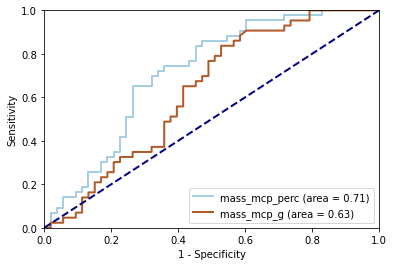 1.0
0.8
0.6
0.4
0.2
0.0
Sensitivity
mass_mcp_perc (area = 0.71)
mass_mcp_g (area = 0.63)
0.0 0.2 0.4 0.6 0.8 1.0
1 - Specificity